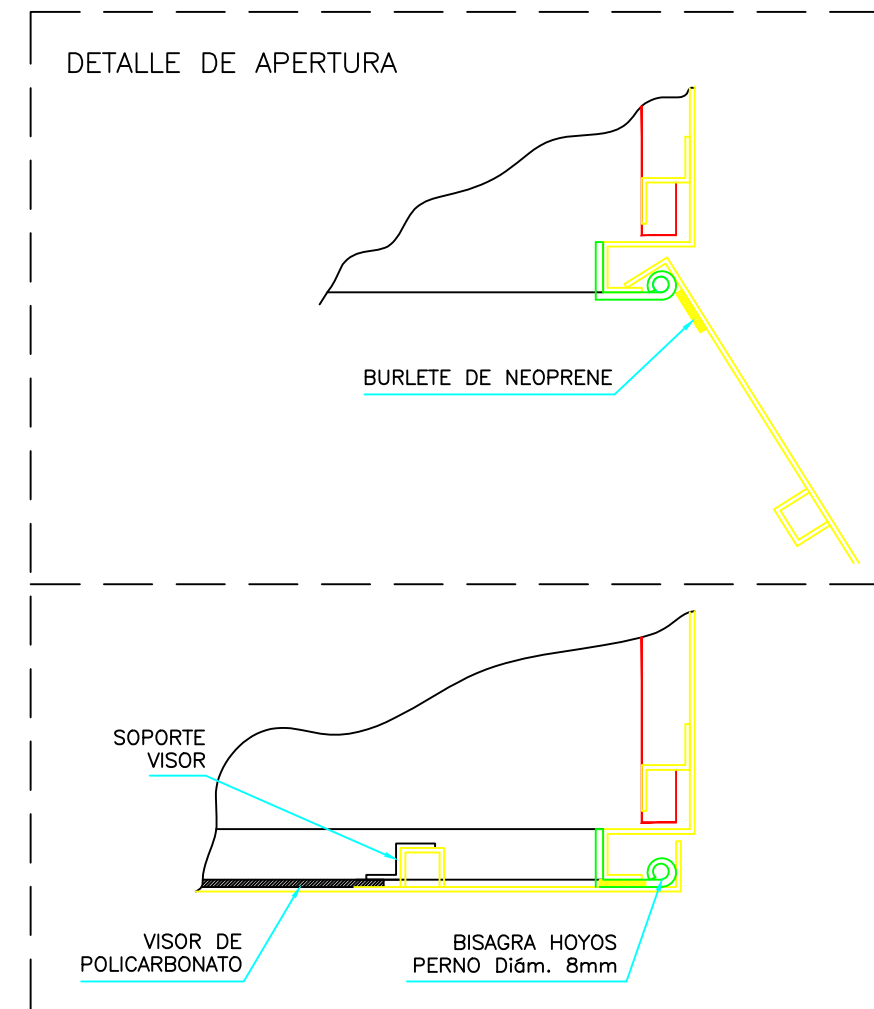 DETALLE DE APERTURA
BURLETE DE NEOPRENE
SOPORTE
VISOR
VISOR DE
POLICARBONATO
BISAGRA HOYOS
PERNO Diám. 8mm